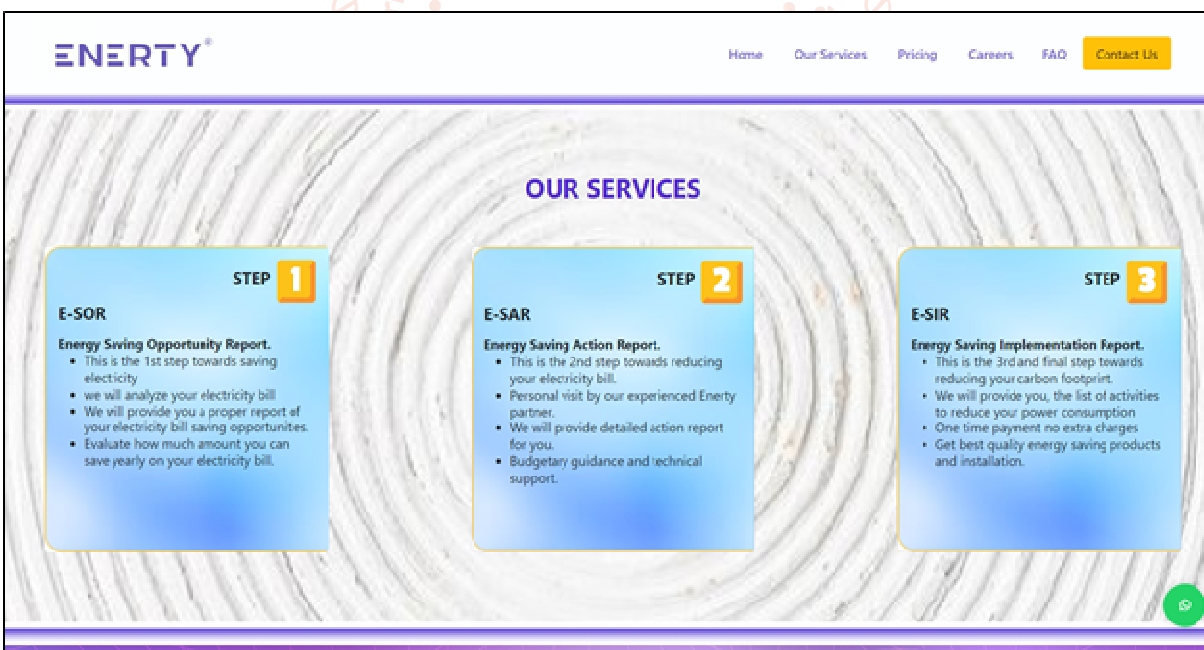 ENERTY®
Home Our Services Pricing Careers FAQ Contact Us
OUR SERVICES
STEP 1
E-SOR
Energy Saving Opportunity Report.
• This is the 1st step towards saving
electicity
• we will analyze your electricity bill
• We will provide you a proper report of
your electricity bill saving opportunites.
• Evaluate how much amount you can
save yearly on your electricity bill.
STEP 2
E-SAR
Energy Saving Action Report.
• This is the 2nd step towards reducing
your electricity bill.
• Personal visit by our experienced Enerty
partner.
• We will provide detailed action report
for you.
• Budgetary guidance and technical
support.
STEP 3
E-SIR
Energy Saving Implementation Report.
• This is the 3rd and final step towards
reducing your carbon footprint.
• We will provide you, the list of activities
to reduce your power consumption
• One time payment no extra charges
• Get best quality energy saving products
and installation.